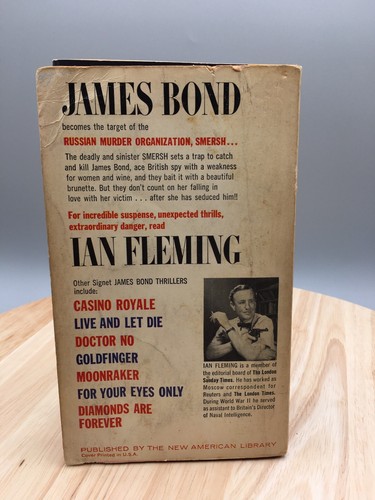 JAMES BOND
becomes the target of the
RUSSIAN MURDER ORGANIZATION, SMERSH...
The deadly and sinister SMERSH sets a trap to catch
and kill James Bond, ace British spy with a weakness
for women and wine, and they bait it with a beautiful
brunette. But they don't count on her falling in
love with her victim . . . after she has seduced him!!
For incredible suspense, unexpected thrills,
extraordinary danger, read
IAN FLEMING
Other Signet JAMES BOND THRILLERS
include:
CASINO ROYALE
LIVE AND LET DIE
DOCTOR NO
GOLDFINGER
MOONRAKER
FOR YOUR EYES ONLY
DIAMONDS ARE
FOREVER
IAN FLEMING is a member of
the editorial board of The London
Sunday Times. He has worked as
Moscow correspondent for
Reuters and The London Times.
During World War II he served
as assistant to Britain's Director
of Naval Intelligence.
PUBLISHED BY THE NEW AMERICAN LIBRARY
Cover Printed in U.S.A.